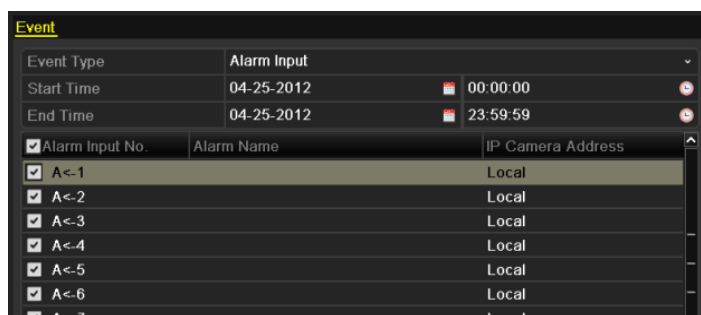 Event
Event Type Alarm Input
Start Time 04-25-2012 00:00:00
End Time 04-25-2012 23:59:59
Alarm Input No. Alarm Name IP Camera Address
A<-1 Local
A<-2 Local
A<-3 Local
A<-4 Local
A<-5 Local
A<-6 Local